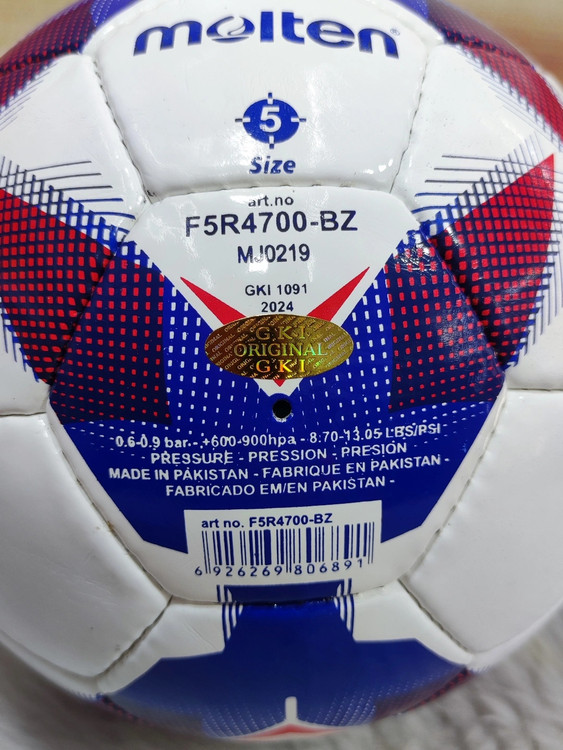 molten
5
Size
art.no
F5R4700-BZ
MJ0219
GKI 1091
2024
GKI
ORIGINAL
GKI
0.6-0.9 bar - +600-900hpa - 8:70-13.05 LBS/PSI
PRESSURE - PRESSION - PRESIÓN
MADE IN PAKISTAN - FABRIQUE EN PAKISTAN -
FABRICADO EM/EN PAKISTAN -
art no. F5R4700-BZ
6 926269 806891